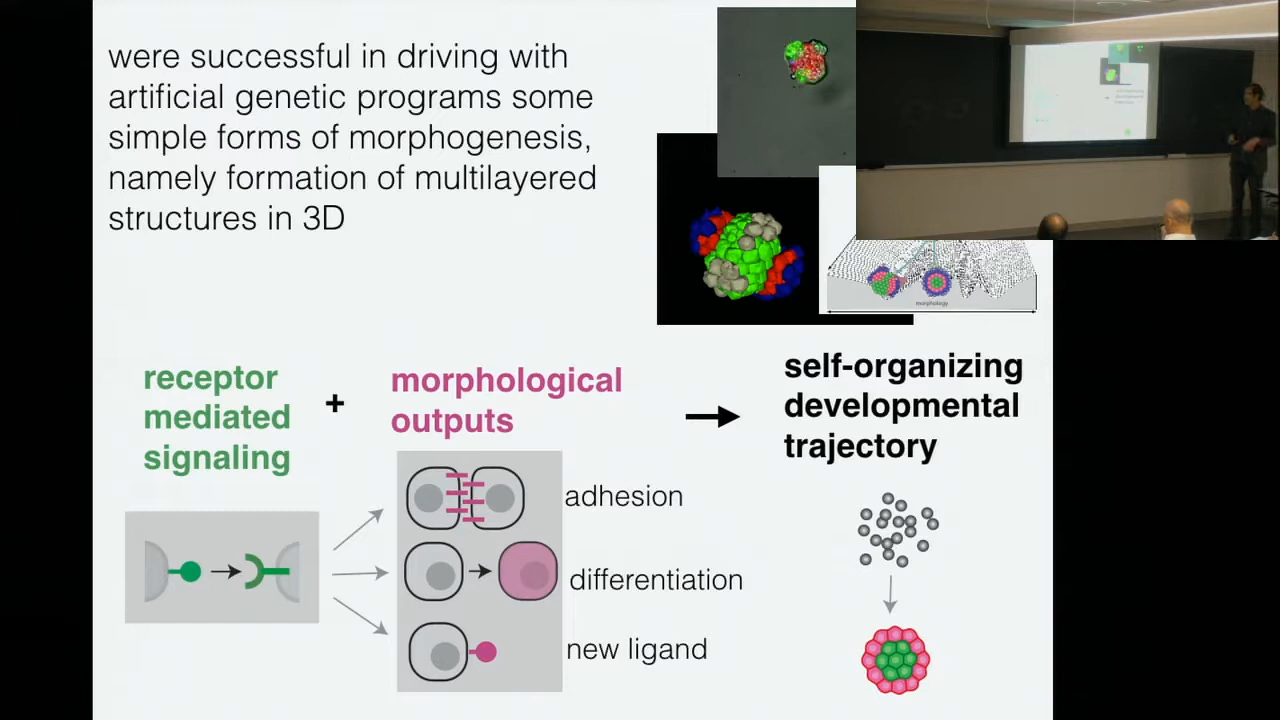 were successful in driving with
artificial genetic programs some
simple forms of morphogenesis,
namely formation of multilayered
structures in 3D
morphology
receptor
mediated
signaling
+
morphological
outputs
self-organizing
developmental
trajectory
adhesion
differentiation
new ligand